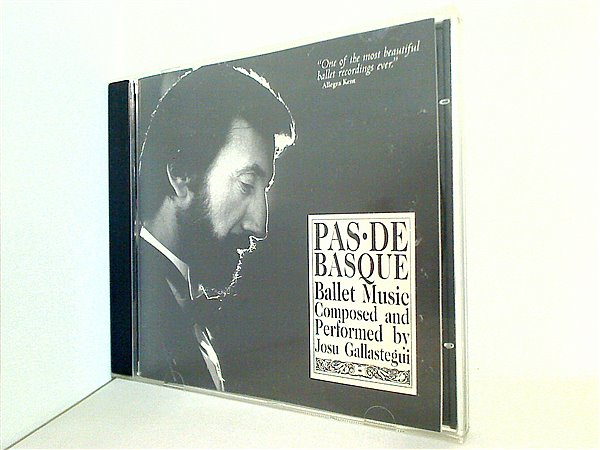 "One of the most beautiful
ballet recordings ever."
Allegra Kent
PAS·DE
BASQUE
Ballet Music
Composed and
Performed by
Josu Gallastegui